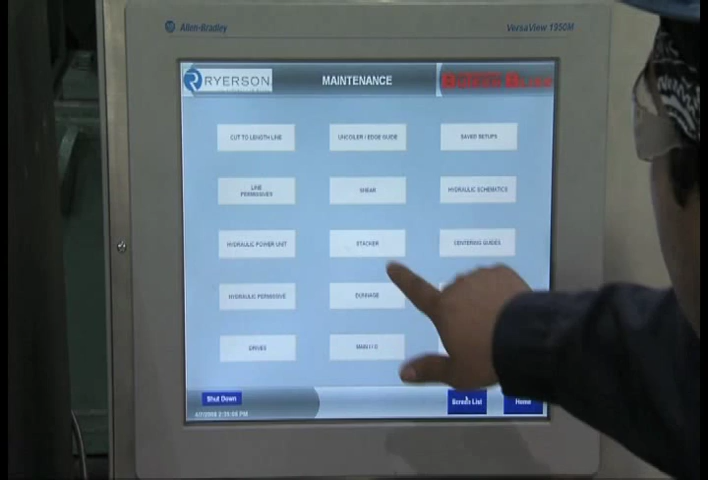 Allen-Bradley
VersaView 1950M
RYERSON
MAINTENANCE
CUT TO LENGTH LINE
UNCOILER / EDGE GUIDE
SAVED SETUPS
LINE
PERMISSIVES
SHEAR
HYDRAULIC SCHEMATICS
HYDRAULIC POWER UNIT
STACKER
CENTERING GUIDES
HYDRAULIC PERMISSIVE
DUNNAGE
DRIVES
MAIN I / O
Shut Down
Screen List
Home